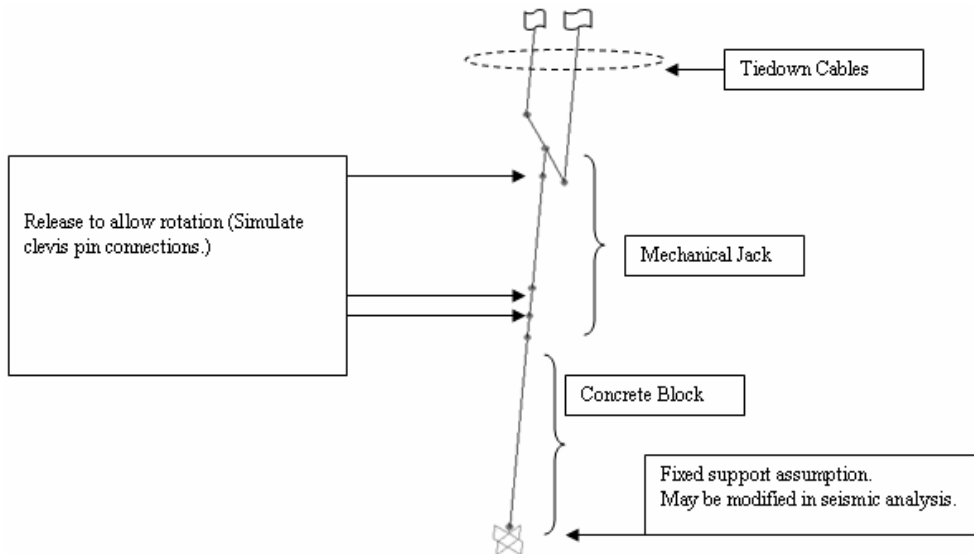 Tiedown Cables
Release to allow rotation (Simulate
clevis pin connections.)
Mechanical Jack
Concrete Block
Fixed support assumption.
May be modified in seismic analysis.